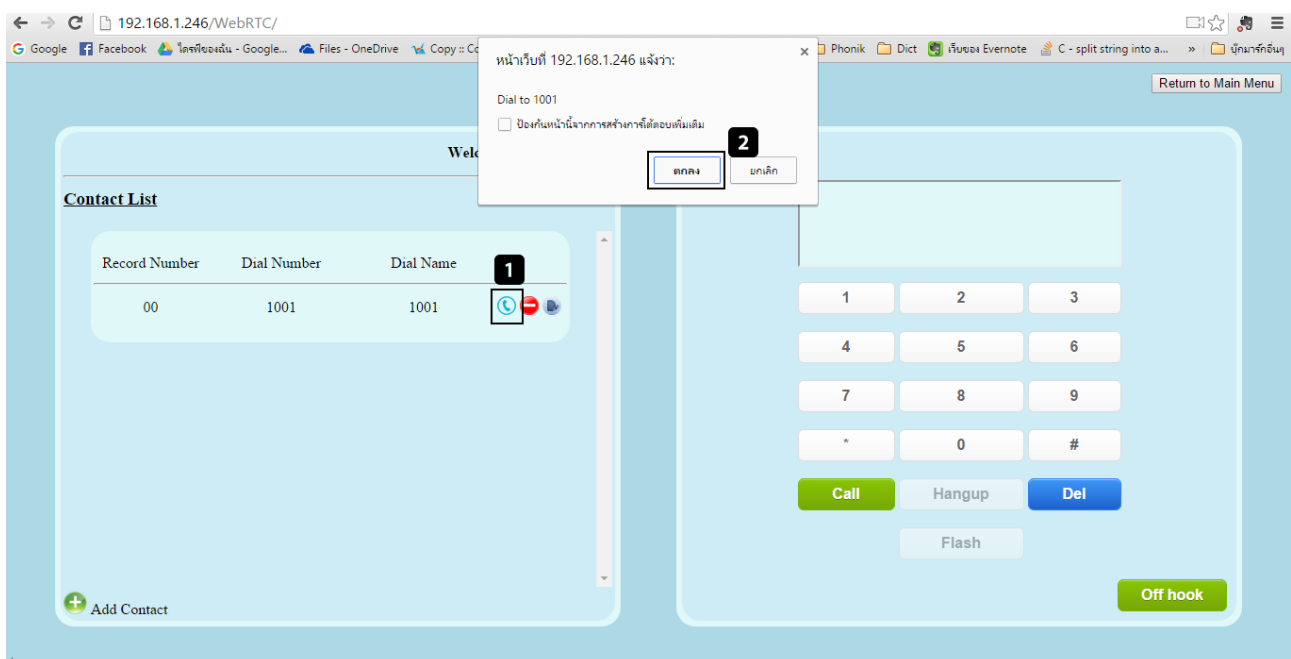 192.168.1.246/WebRTC/
Google Facebook ไดรฟ์ของฉัน - Google... Files - OneDrive Copy :: Phonik Dict เว็บของ Evernote C - split string into a... » บุ๊กมาร์กอื่นๆ
หน้าเว็บที่ 192.168.1.246 แจ้งว่า: ×
Dial to 1001
ป้องกันหน้านี้จากการสร้างการโต้ตอบเพิ่มเติม
2
ตกลง ยกเลิก
Return to Main Menu
Contact List
Record Number Dial Number Dial Name
1
00 1001 1001
Add Contact
1 2 3
4 5 6
7 8 9
* 0 #
Call Hangup Del
Flash
Off hook